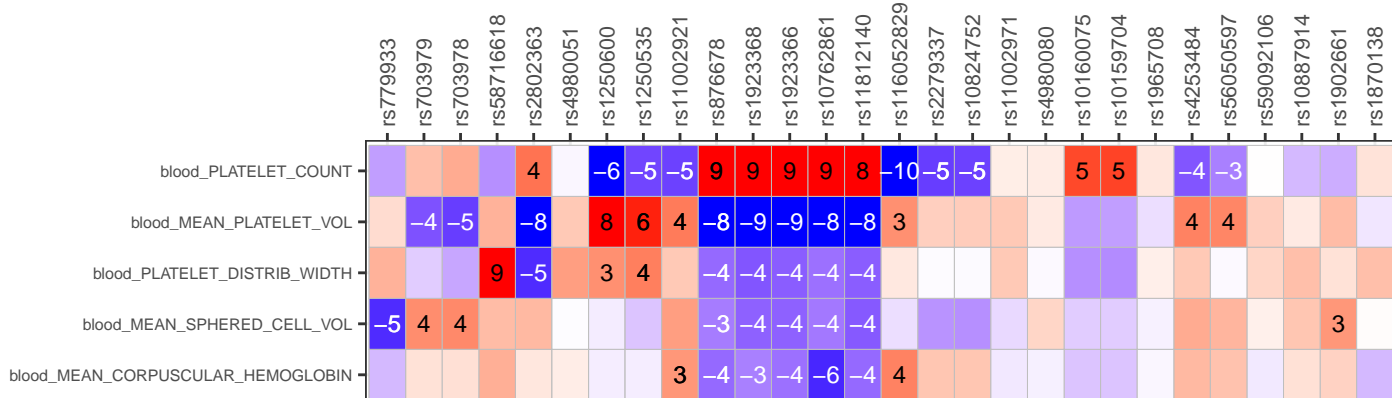 rs7799933 rs703979 rs703978 rs58716618 rs2802363 rs4980051 rs1250600 rs1250535 rs11002921 rs876678 rs1923368 rs1923366 rs10762861 rs11812140 rs116052829 rs2279337 rs10824752 rs11002971 rs4980080 rs10160075 rs10159704 rs1965708 rs4253484 rs56050597 rs59092106 rs10887914 rs1902661 rs1870138
blood_PLATELET_COUNT 4 −6 −5 −5 9 9 9 9 8 −10 −5 −5 5 5 −4 −3
blood_MEAN_PLATELET_VOL −4 −5 −8 8 6 4 −8 −9 −9 −8 −8 3 4 4
blood_PLATELET_DISTRIB_WIDTH 9 −5 3 4 −4 −4 −4 −4 −4
blood_MEAN_SPHERED_CELL_VOL −5 4 4 −3 −4 −4 −4 −4 3
blood_MEAN_CORPUSCULAR_HEMOGLOBIN 3 −4 −3 −4 −6 −4 4